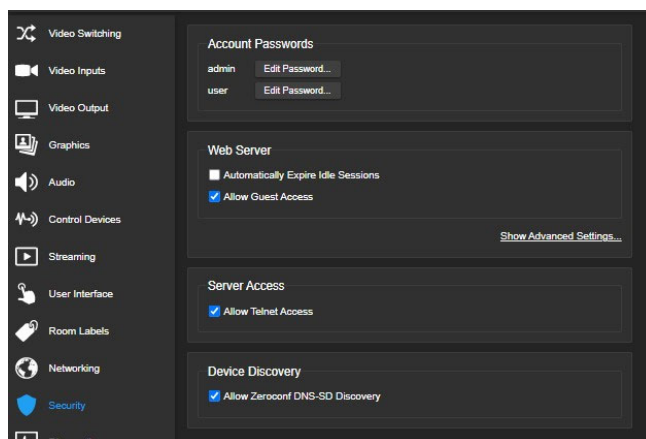 Video Switching
Video Inputs
Video Output
Graphics
Audio
Control Devices
Streaming
User Interface
Room Labels
Networking
Security
Account Passwords
admin Edit Password...
user Edit Password...
Web Server
Automatically Expire Idle Sessions
Allow Guest Access
Show Advanced Settings...
Server Access
Allow Telnet Access
Device Discovery
Allow Zeroconf DNS-SD Discovery